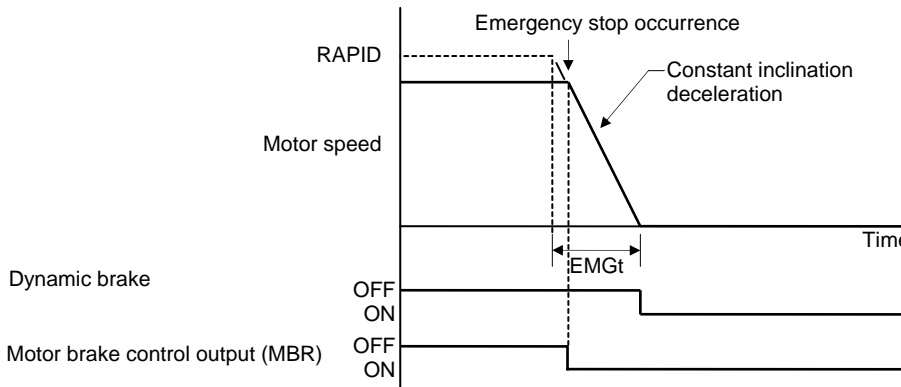 Emergency stop occurrence
RAPID
Constant inclination
deceleration
Motor speed
Time
EMGt
Dynamic brake
OFF
ON
Motor brake control output (MBR)
OFF
ON